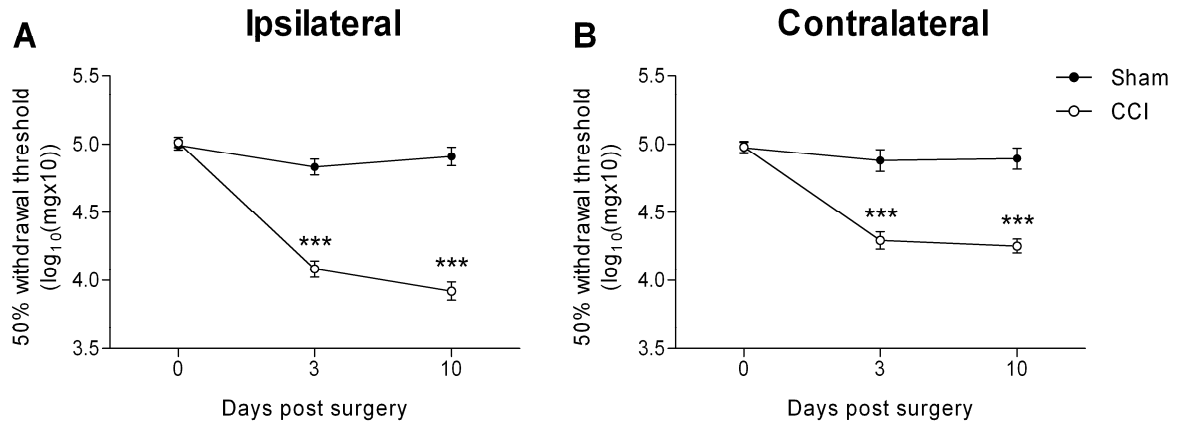 A
Ipsilateral
50% withdrawal threshold
(log10(mgx10))
5.5
5.0
4.5
4.0
3.5
***
***
0
3
10
Days post surgery
B
Contralateral
50% withdrawal threshold
(log10(mgx10))
5.5
5.0
4.5
4.0
3.5
***
***
0
3
10
Days post surgery
Sham
CCI